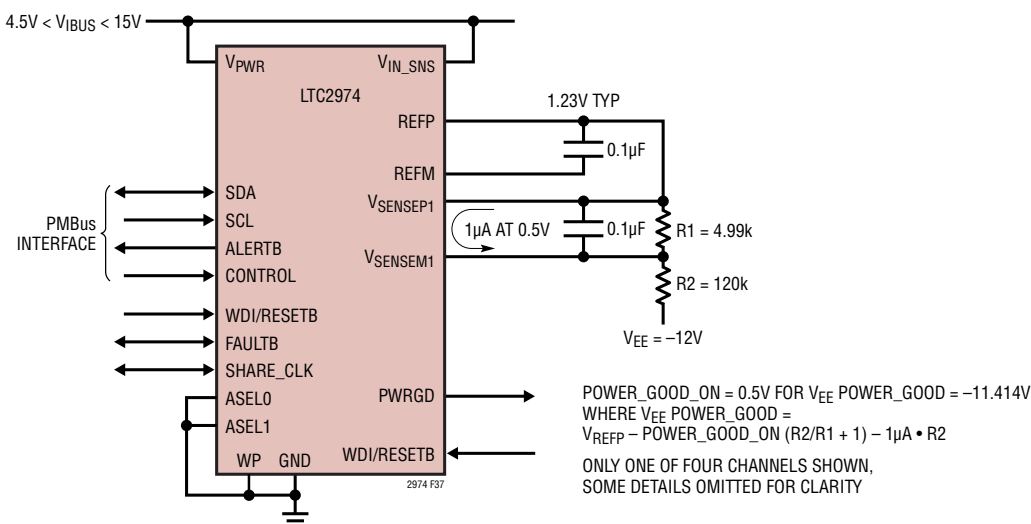 4.5V < VIBUS < 15V
VPWR
VIN_SNS
LTC2974
1.23V TYP
REFP
0.1µF
REFM
VSENSEP1
1µA AT 0.5V
0.1µF
R1 = 4.99k
VSENSEM1
R2 = 120k
VEE = –12V
PMBus
INTERFACE
SDA
SCL
ALERTB
CONTROL
WDI/RESETB
FAULTB
SHARE_CLK
ASEL0
ASEL1
WP
GND
PWRGD
WDI/RESETB
2974 F37
POWER_GOOD_ON = 0.5V FOR VEE POWER_GOOD = –11.414V
WHERE VEE POWER_GOOD =
VREFP – POWER_GOOD_ON (R2/R1 + 1) – 1µA • R2
ONLY ONE OF FOUR CHANNELS SHOWN,
SOME DETAILS OMITTED FOR CLARITY